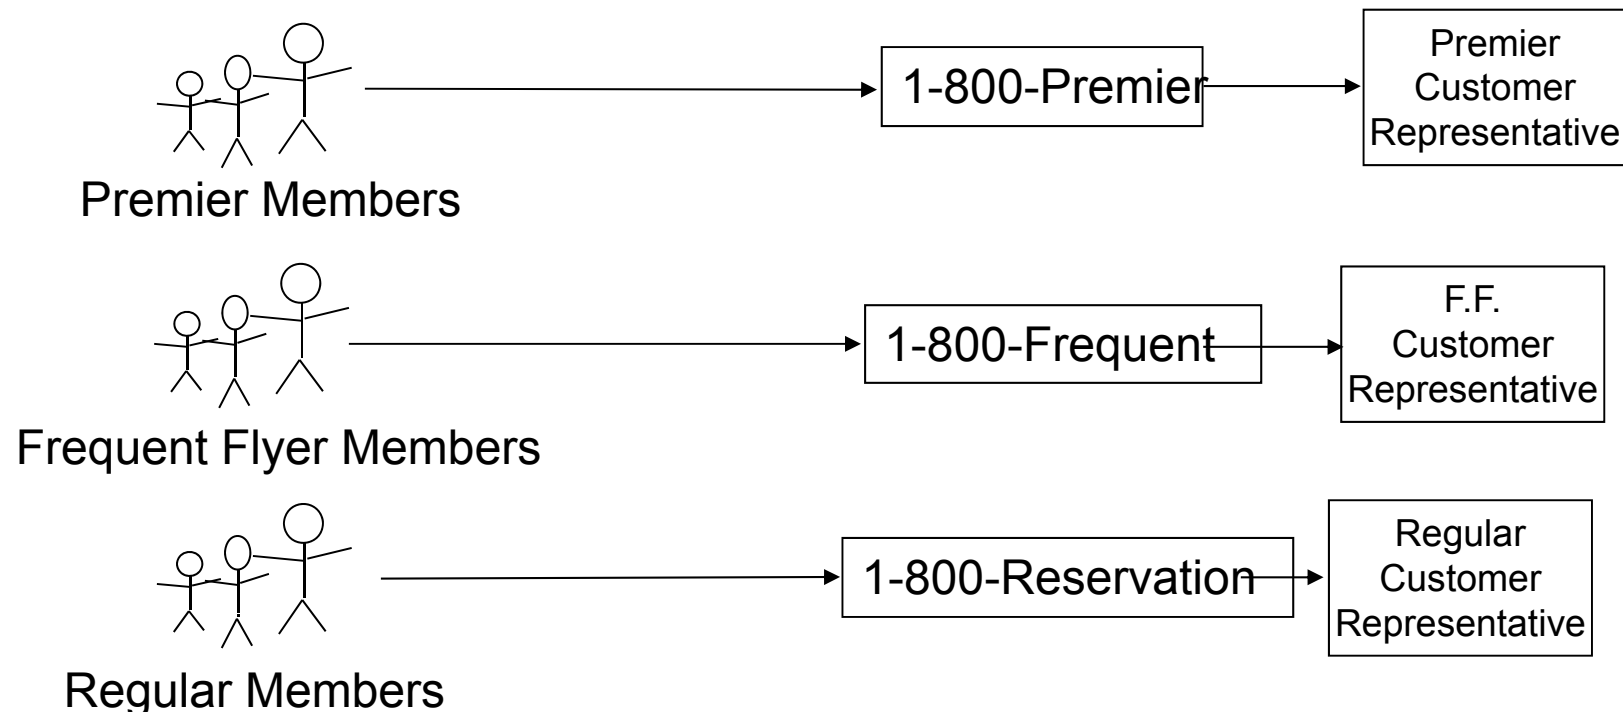 Premier Members
1-800-Premier
Premier
Customer
Representative
Frequent Flyer Members
1-800-Frequent
F.F.
Customer
Representative
Regular Members
1-800-Reservation
Regular
Customer
Representative